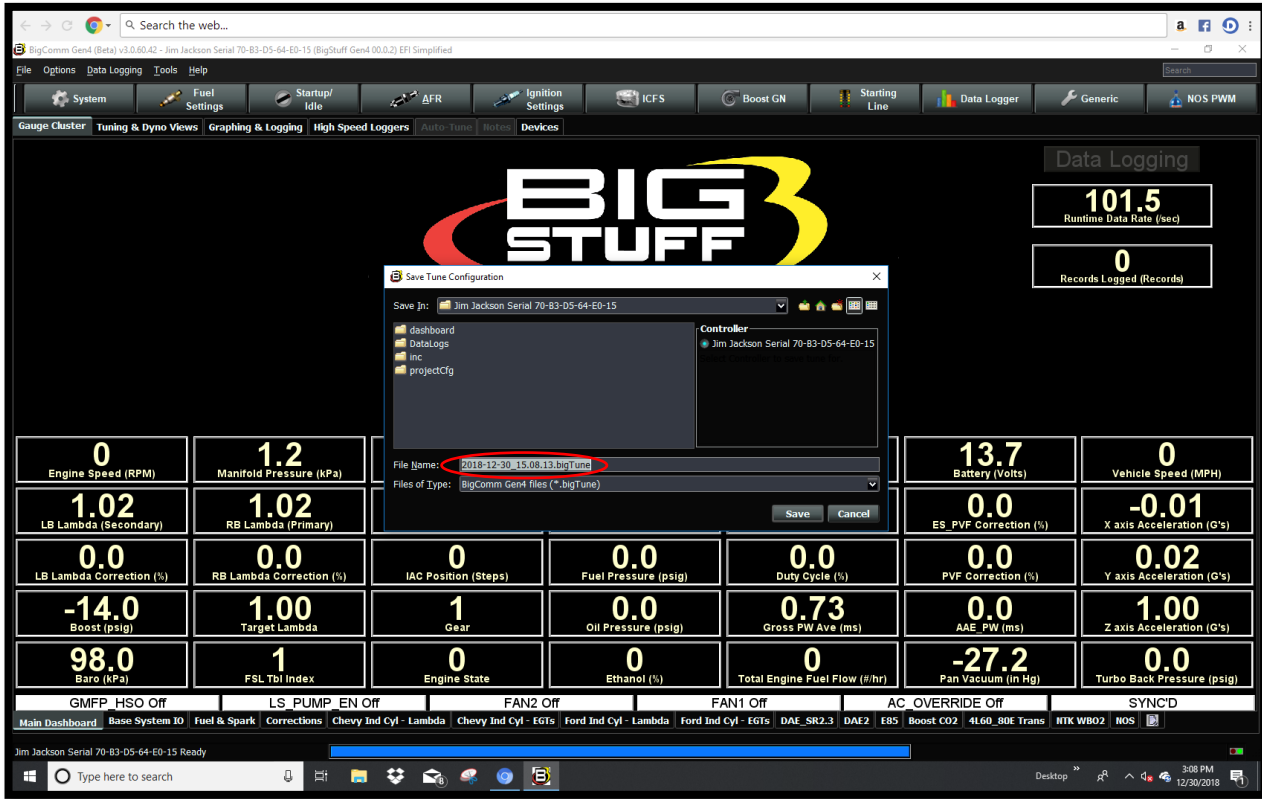 Search the web...
BigComm Gen4 (Beta) v3.0.60.42 - Jim Jackson Serial 70-B3-D5-64-E0-15 (BigStuff Gen4 00.0.2) EFI Simplified
File Options Data Logging Tools Help
Search
System
Fuel Settings
Startup/ Idle
AFR
Ignition Settings
ICFS
Boost GN
Starting Line
Data Logger
Generic
NOS PWM
Gauge Cluster Tuning & Dyno Views Graphing & Logging High Speed Loggers Auto-Tune Notes Devices
Data Logging
BIG
STUFF
3
101.5
Runtime Data Rate (/sec)
0
Records Logged (Records)
Save Tune Configuration
Save In: Jim Jackson Serial 70-B3-D5-64-E0-15
dashboard
DataLogs
inc
projectCfg
Controller
Jim Jackson Serial 70-B3-D5-64-E0-15
File Name: 2018-12-30_15.08.13.bigTune
Files of Type: BigComm Gen4 files (*.bigTune)
Save Cancel
0 1.2 13.7 0
Engine Speed (RPM) Manifold Pressure (kPa) Battery (Volts) Vehicle Speed (MPH)
1.02 1.02 0.0 -0.01
LB Lambda (Secondary) RB Lambda (Primary) ES_PVF Correction (%) X axis Acceleration (G's)
0.0 0.0 0 0.0 0.0 0.0 0.02
LB Lambda Correction (%) RB Lambda Correction (%) IAC Position (Steps) Fuel Pressure (psig) Duty Cycle (%) PVF Correction (%) Y axis Acceleration (G's)
-14.0 1.00 1 0.0 0.73 0.0 1.00
Boost (psig) Target Lambda Gear Oil Pressure (psig) Gross PW Ave (ms) AAE_PW (ms) Z axis Acceleration (G's)
98.0 1 0 0 0 -27.2 0.0
Baro (kPa) FSL Tbl Index Engine State Ethanol (%) Total Engine Fuel Flow (#/hr) Pan Vacuum (in Hg) Turbo Back Pressure (psig)
GMFP_HSO Off LS_PUMP_EN Off FAN2 Off FAN1 Off AC_OVERRIDE Off SYNC'D
Main Dashboard Base System IO Fuel & Spark Corrections Chevy Ind Cyl - Lambda Chevy Ind Cyl - EGTs Ford Ind Cyl - Lambda Ford Ind Cyl - EGTs DAE_SR2.3 DAE2 E85 Boost CO2 4L60_80E Trans NTK WBO2 NOS
Jim Jackson Serial 70-B3-D5-64-E0-15 Ready
Type here to search
Desktop
3:08 PM
12/30/2018